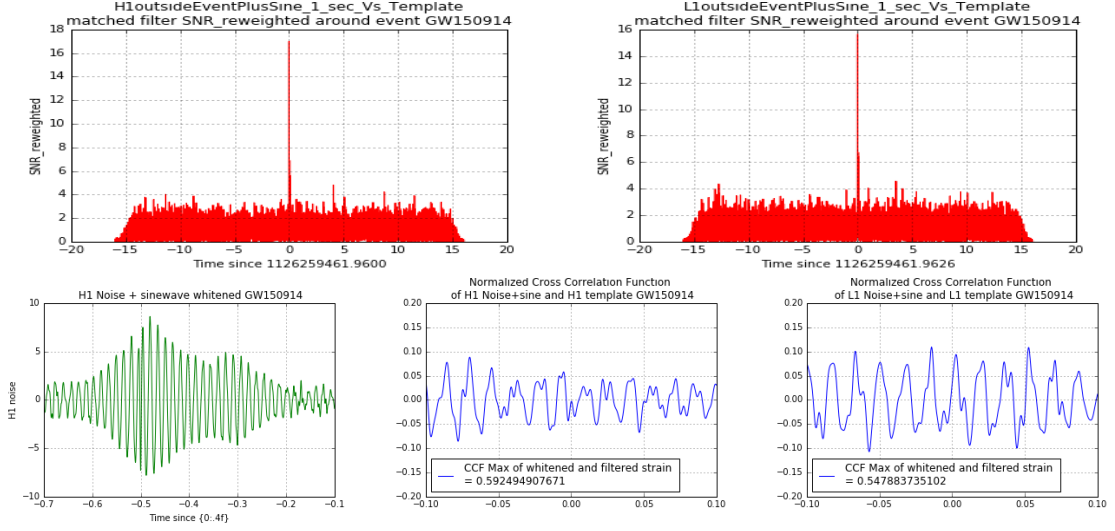 H1outsideEventPlusSine_1_sec_Vs_Template
matched filter SNR_reweighted around event GW150914
18
16
14
12
10
8
6
4
2
0
SNR_reweighted
−20 −15 −10 −5 0 5 10 15 20
Time since 1126259461.9600
L1outsideEventPlusSine_1_sec_Vs_Template
matched filter SNR_reweighted around event GW150914
16
14
12
10
8
6
4
2
0
SNR_reweighted
−20 −15 −10 −5 0 5 10 15 20
Time since 1126259461.9626
H1 Noise + sinewave whitened GW150914
10
5
0
−5
−10
H1 noise
−0.7 −0.6 −0.5 −0.4 −0.3 −0.2 −0.1
Time since {0:.4f}
Normalized Cross Correlation Function
of H1 Noise+sine and H1 template GW150914
0.20
0.15
0.10
0.05
0.00
−0.05
−0.10
−0.15
−0.20
CCF Max of whitened and filtered strain
= 0.592494907671
−0.10 −0.05 0.00 0.05 0.10
Normalized Cross Correlation Function
of L1 Noise+sine and L1 template GW150914
0.20
0.15
0.10
0.05
0.00
−0.05
−0.10
−0.15
−0.20
CCF Max of whitened and filtered strain
= 0.547883735102
−0.10 −0.05 0.00 0.05 0.10